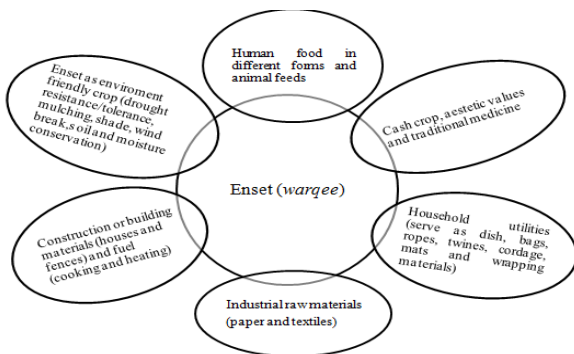 Human food in
different forms and
animal feeds
Enset as enviroment
friendly crop (drought
resistance/tolerance,
mulching, shade, wind
break,soil and moisture
conservation)
Cash crop, aestetic values
and traditional medicine
Enset (warqee)
Construction or building
materials (houses and
fences) and fuel
(cooking and heating)
Household utilities
(serve as dish, bags,
ropes, twines, cordage,
mats and wrapping
materials)
Industrial raw materials
(paper and textiles)